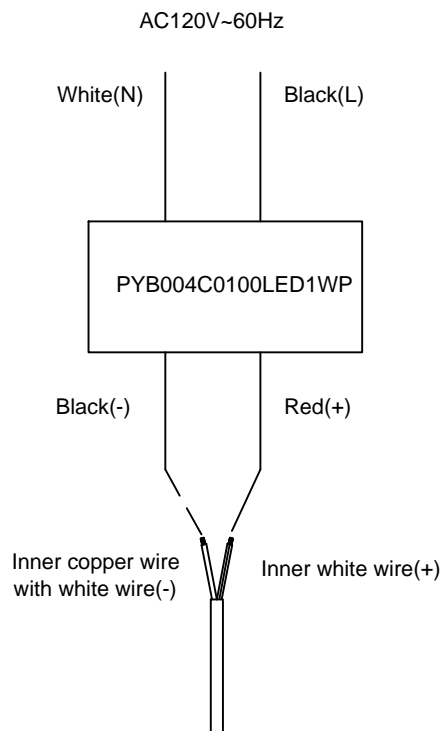 AC120V~60Hz
White(N)
Black(L)
PYB004C0100LED1WP
Black(-)
Red(+)
Inner copper wire
with white wire(-)
Inner white wire(+)